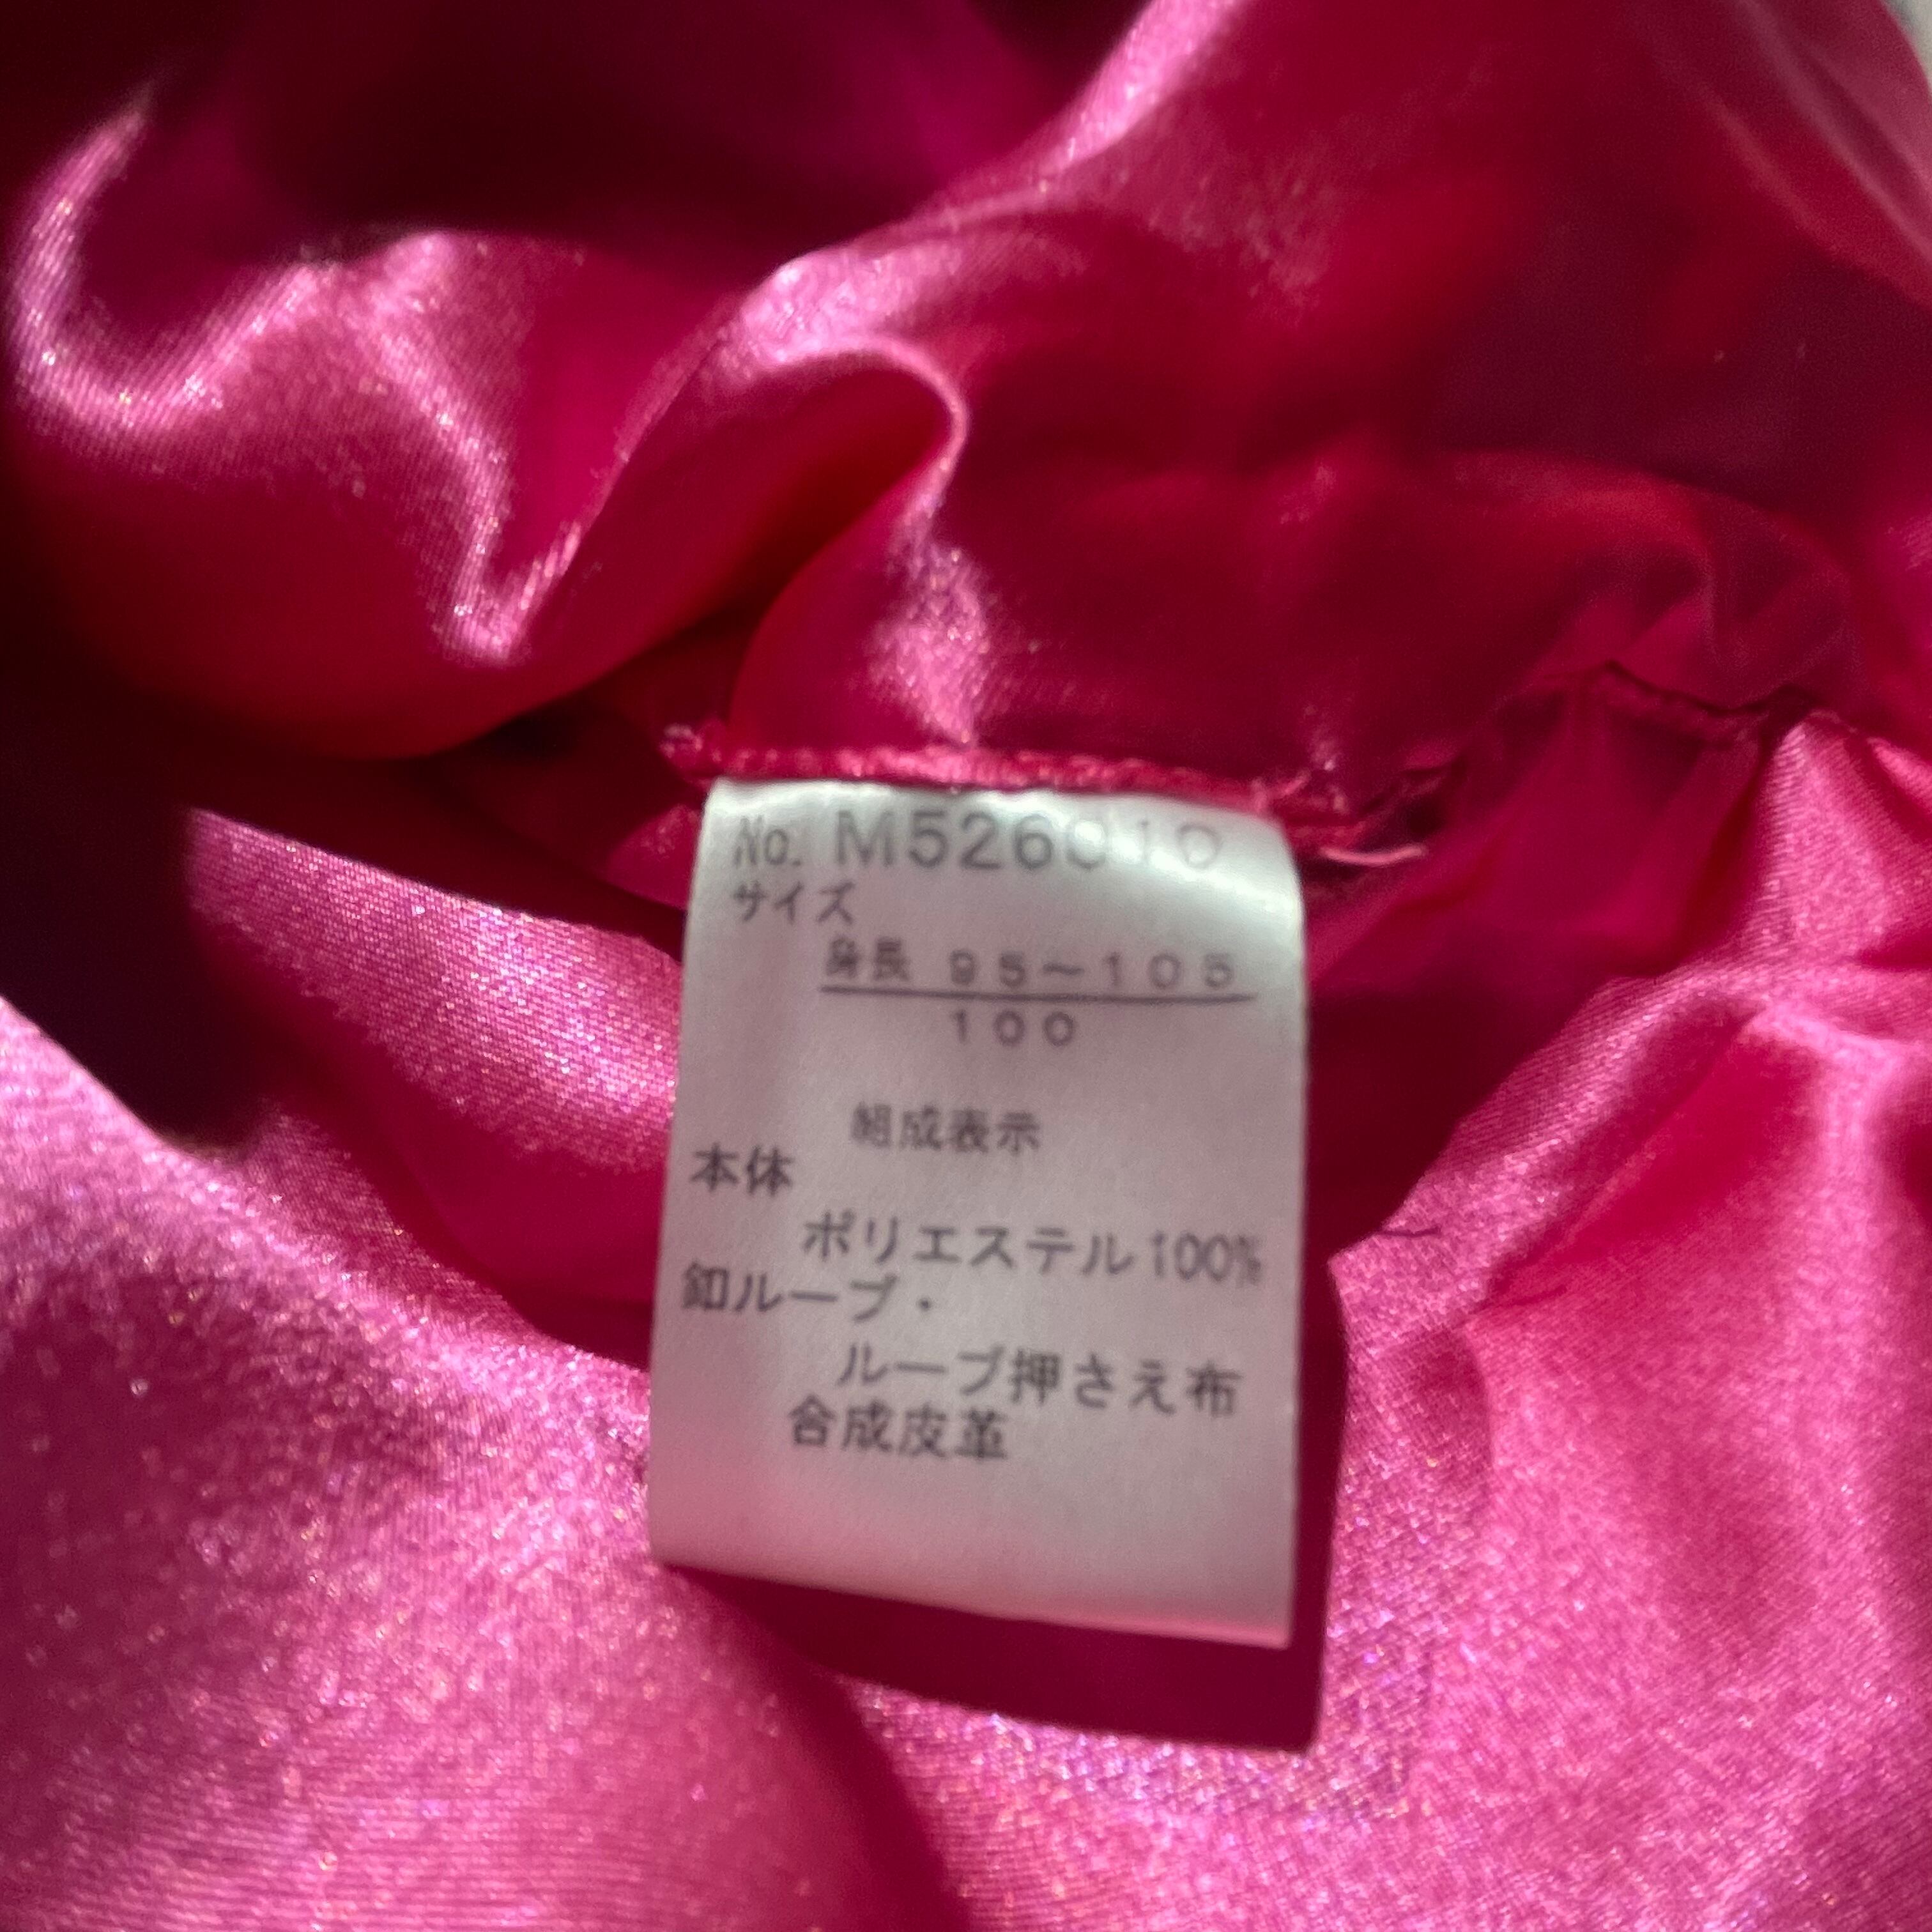 No. M526010
サイズ
身長 95～105
100
組成表示
本体
ポリエステル100%
釦ループ・
ループ押さえ布
合成皮革